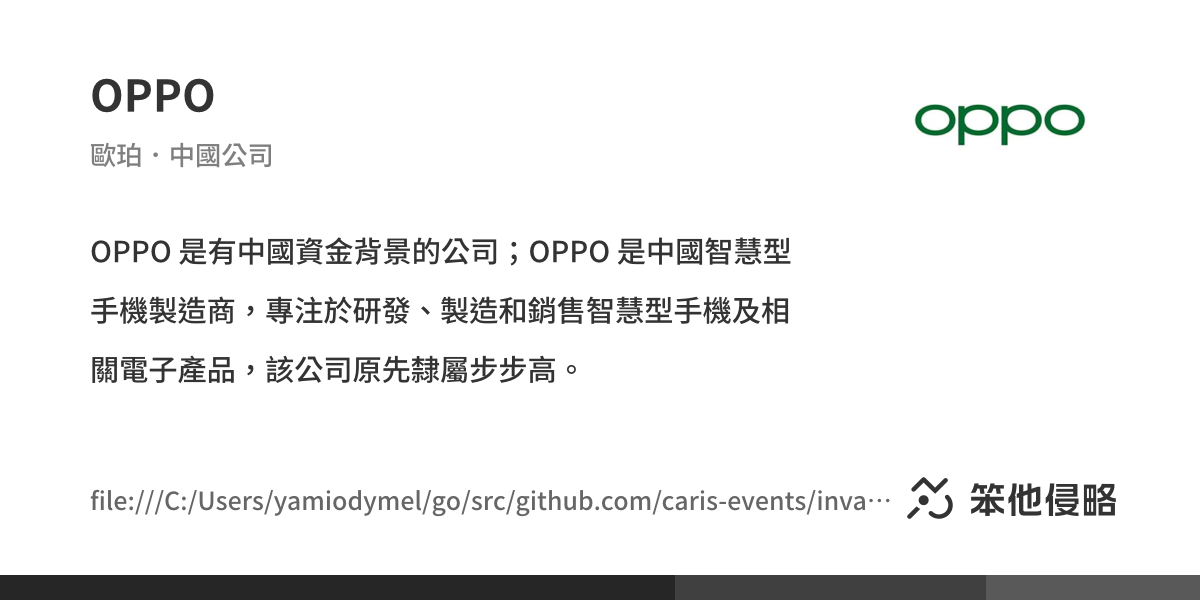 OPPO
oppo
歐珀・中國公司
OPPO 是有中國資金背景的公司；OPPO 是中國智慧型
手機製造商，專注於研發、製造和銷售智慧型手機及相
關電子產品，該公司原先隸屬步步高。
file:///C:/Users/yamiodymel/go/src/github.com/caris-events/inva…
笨他侵略